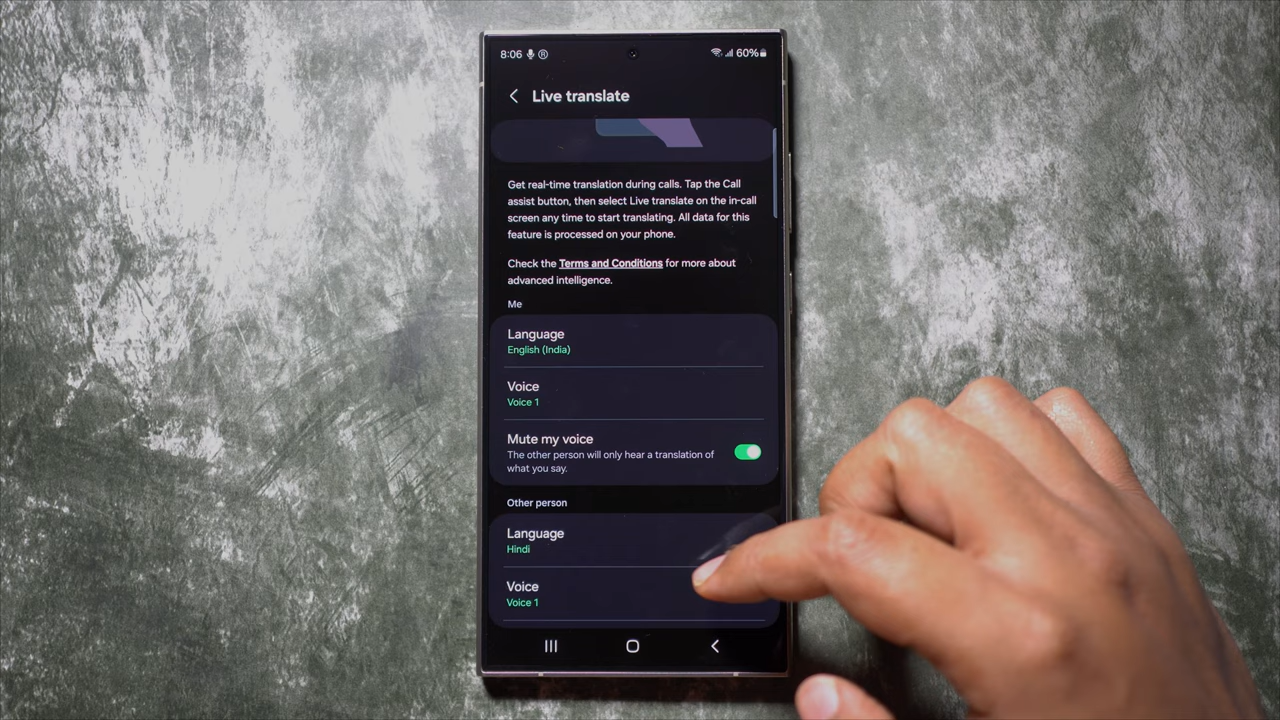 8:06 60%
Live translate
Get real-time translation during calls. Tap the Call
assist button, then select Live translate on the in-call
screen any time to start translating. All data for this
feature is processed on your phone.
Check the Terms and Conditions for more about
advanced intelligence.
Me
Language
English (India)
Voice
Voice 1
Mute my voice
The other person will only hear a translation of
what you say.
Other person
Language
Hindi
Voice
Voice 1